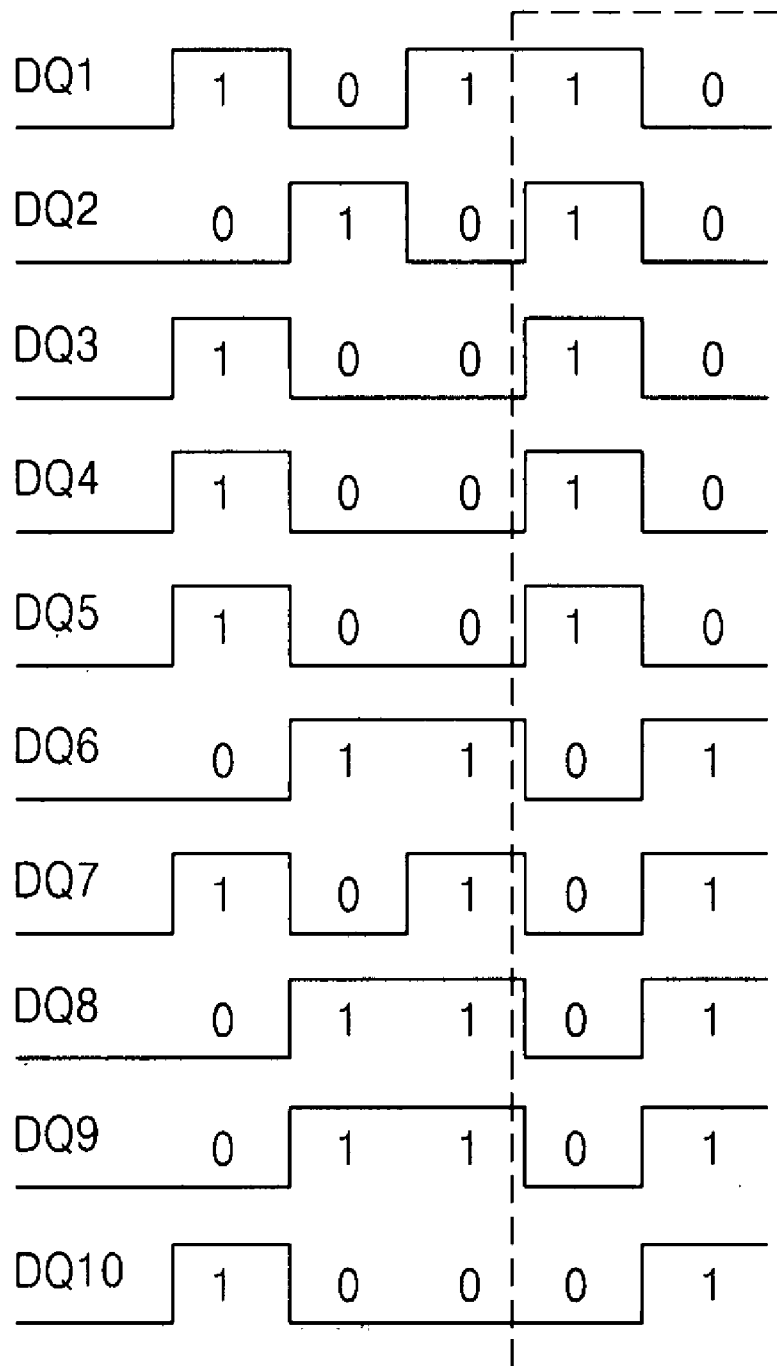 DQ1 1 0 1 1 0
DQ2 0 1 0 1 0
DQ3 1 0 0 1 0
DQ4 1 0 0 1 0
DQ5 1 0 0 1 0
DQ6 0 1 1 0 1
DQ7 1 0 1 0 1
DQ8 0 1 1 0 1
DQ9 0 1 1 0 1
DQ10 1 0 0 0 1